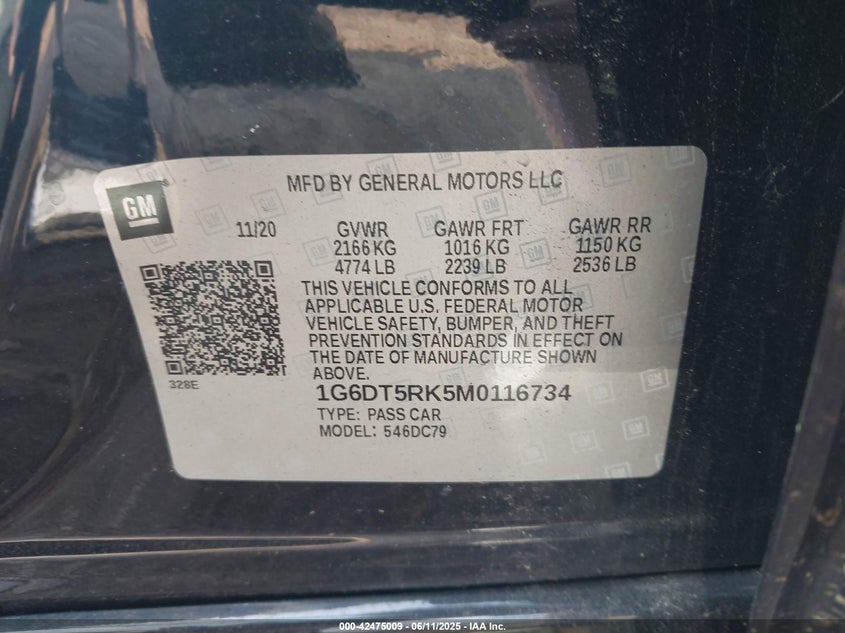 MFD BY GENERAL MOTORS LLC
GM
11/20 GVWR GAWR FRT GAWR RR
2166 KG 1016 KG 1150 KG
4774 LB 2239 LB 2536 LB
THIS VEHICLE CONFORMS TO ALL
APPLICABLE U.S. FEDERAL MOTOR
VEHICLE SAFETY, BUMPER, AND THEFT
PREVENTION STANDARDS IN EFFECT ON
THE DATE OF MANUFACTURE SHOWN
ABOVE.
328E
1G6DT5RK5M0116734
TYPE: PASS CAR
MODEL: 546DC79
000-42475009 - 06/11/2025 - IAA Inc.